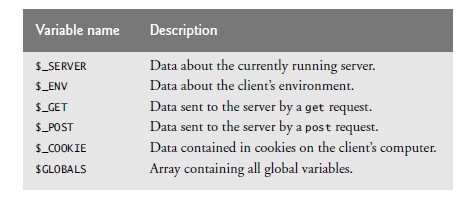 Variable name Description
$_SERVER Data about the currently running server.
$_ENV Data about the client's environment.
$_GET Data sent to the server by a get request.
$_POST Data sent to the server by a post request.
$_COOKIE Data contained in cookies on the client's computer.
$GLOBALS Array containing all global variables.